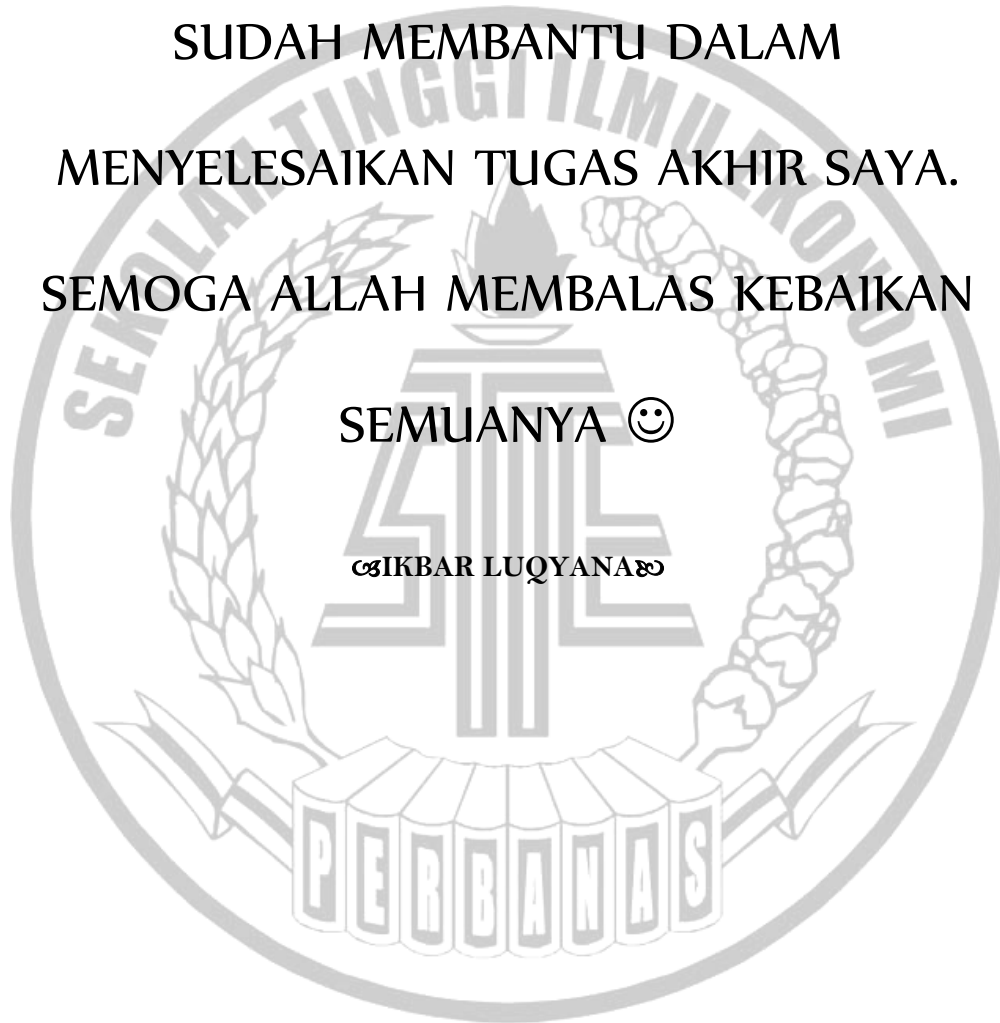 SUDAH MEMBANTU DALAM
MENYELESAIKAN TUGAS AKHIR SAYA.
SEMOGA ALLAH MEMBALAS KEBAIKAN
SEMUANYA ☺
IKBAR LUQYANA
SEKOLAH TINGGI ILMU EKONOMI
STIE
PERBANAS